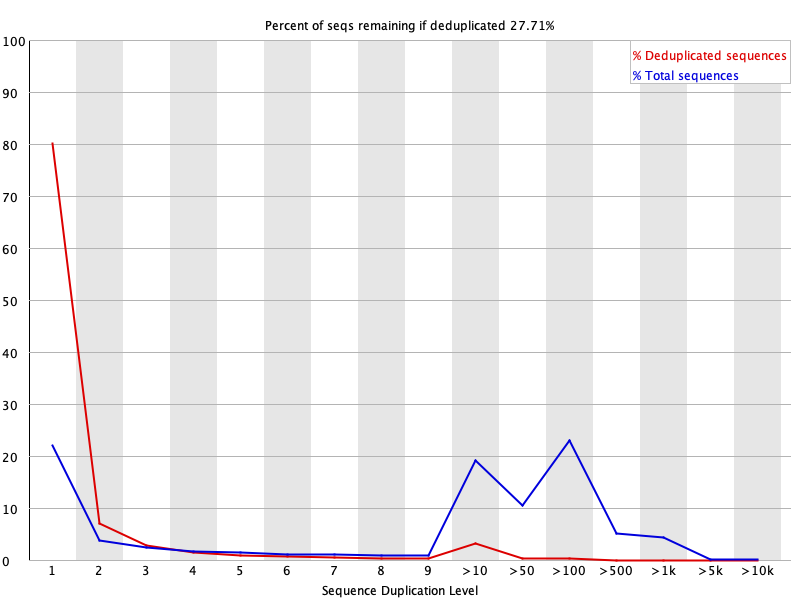 Percent of seqs remaining if deduplicated 27.71%
% Deduplicated sequences
% Total sequences
100
90
80
70
60
50
40
30
20
10
0
1 2 3 4 5 6 7 8 9 >10 >50 >100 >500 >1k >5k >10k
Sequence Duplication Level